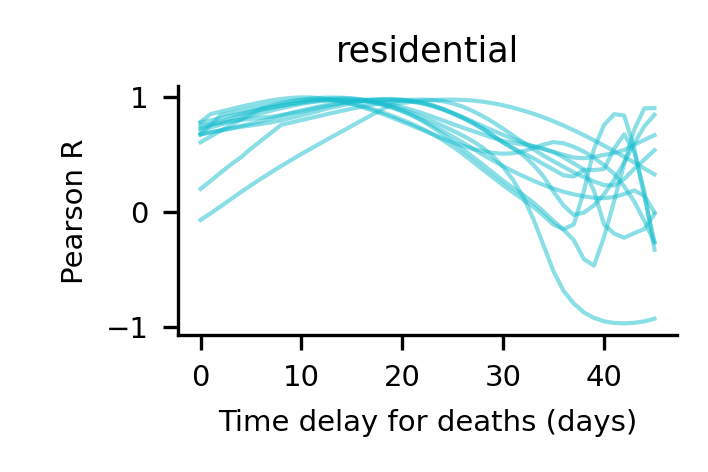 residential
Pearson R
1
0
−1
0 10 20 30 40
Time delay for deaths (days)